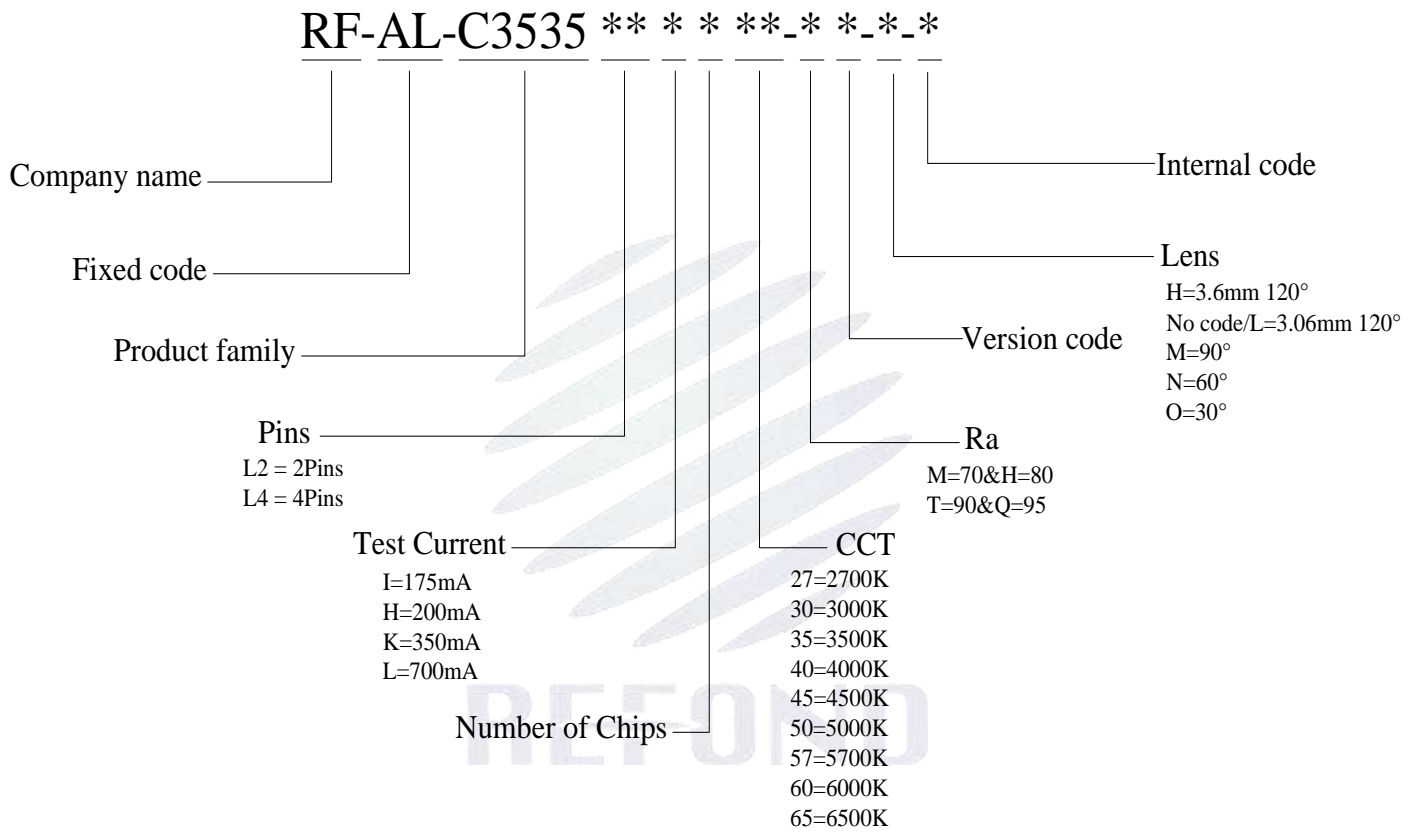 RF-AL-C3535 ** * * **-* *-*-*
Company name
Internal code
Fixed code
Lens
H=3.6mm 120°
No code/L=3.06mm 120°
M=90°
N=60°
O=30°
Product family
Version code
Pins
L2 = 2Pins
L4 = 4Pins
Ra
M=70&H=80
T=90&Q=95
Test Current
I=175mA
H=200mA
K=350mA
L=700mA
CCT
27=2700K
30=3000K
35=3500K
40=4000K
45=4500K
50=5000K
57=5700K
60=6000K
65=6500K
Number of Chips
REFOND